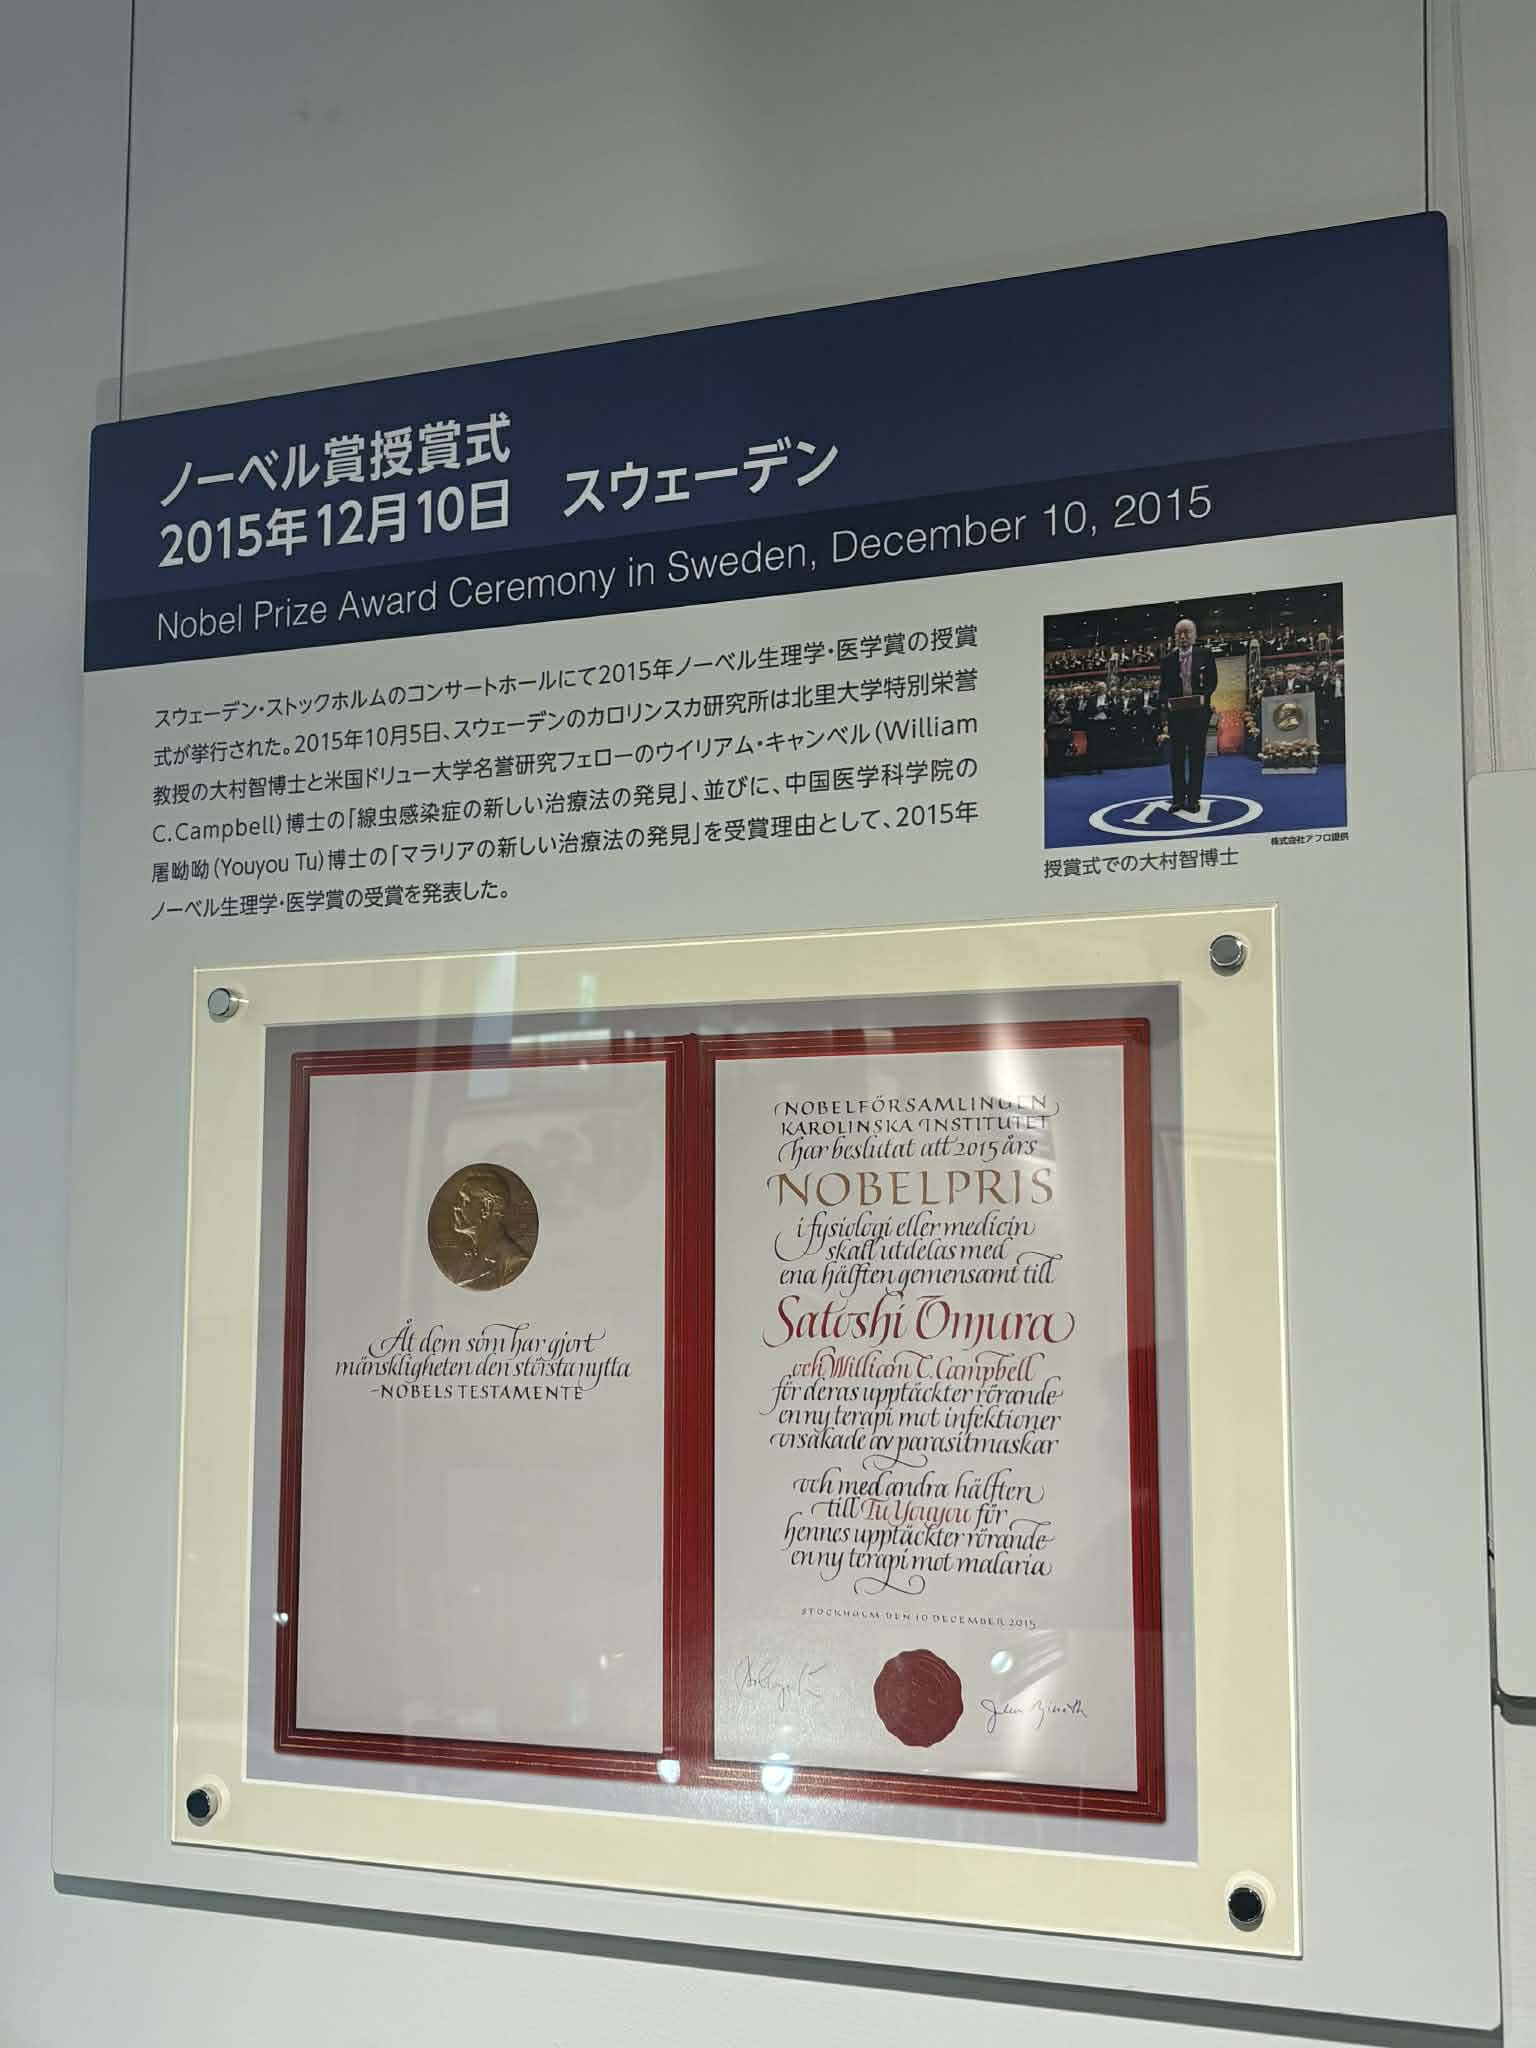 ノーベル賞授賞式
2015年12月10日　スウェーデン
Nobel Prize Award Ceremony in Sweden, December 10, 2015
スウェーデン・ストックホルムのコンサートホールにて2015年ノーベル生理学・医学賞の授賞
式が挙行された。2015年10月5日、スウェーデンのカロリンスカ研究所は北里大学特別栄誉
教授の大村智博士と米国ドリュー大学名誉研究フェローのウイリアム・キャンベル(William
C.Campbell)博士の「線虫感染症の新しい治療法の発見」、並びに、中国医学科学院の
屠呦呦(Youyou Tu)博士の「マラリアの新しい治療法の発見」を受賞理由として、2015年
ノーベル生理学・医学賞の受賞を発表した。
N
株式会社アフロ提供
授賞式での大村智博士
Åt dem som har gjort
mänskligheten den största nytta
–NOBELS TESTAMENTE
NOBELFÖRSAMLINGEN
KAROLINSKA INSTITUTET
har beslutat att 2015 års
NOBELPRIS
i fysiologi eller medicin
skall utdelas med
ena hälften gemensamt till
Satoshi Ōmura
och William C. Campbell
för deras upptäckter rörande
en ny terapi mot infektioner
orsakade av parasitmaskar
och med andra hälften
till Tu Youyou för
hennes upptäckter rörande
en ny terapi mot malaria
STOCKHOLM DEN 10 DECEMBER 2015